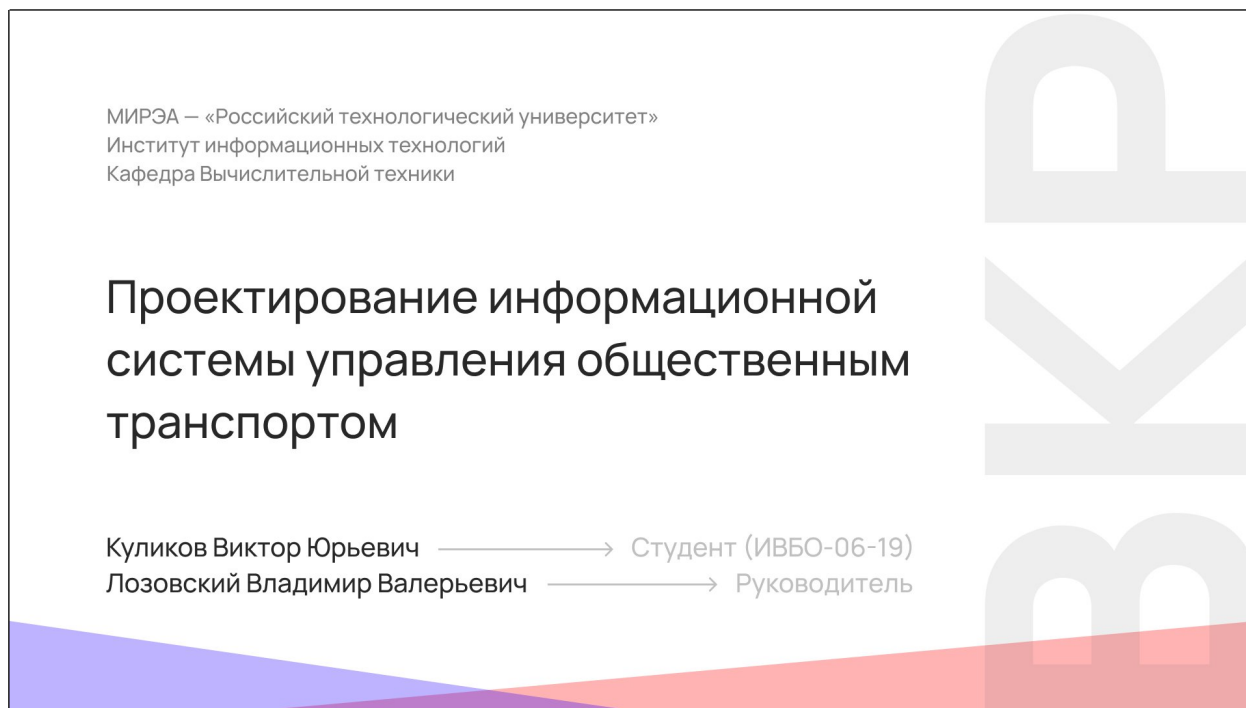 МИРЭА — «Российский технологический университет»
Институт информационных технологий
Кафедра Вычислительной техники
Проектирование информационной
системы управления общественным
транспортом
Куликов Виктор Юрьевич → Студент (ИВБО-06-19)
Лозовский Владимир Валерьевич → Руководитель
ВКР